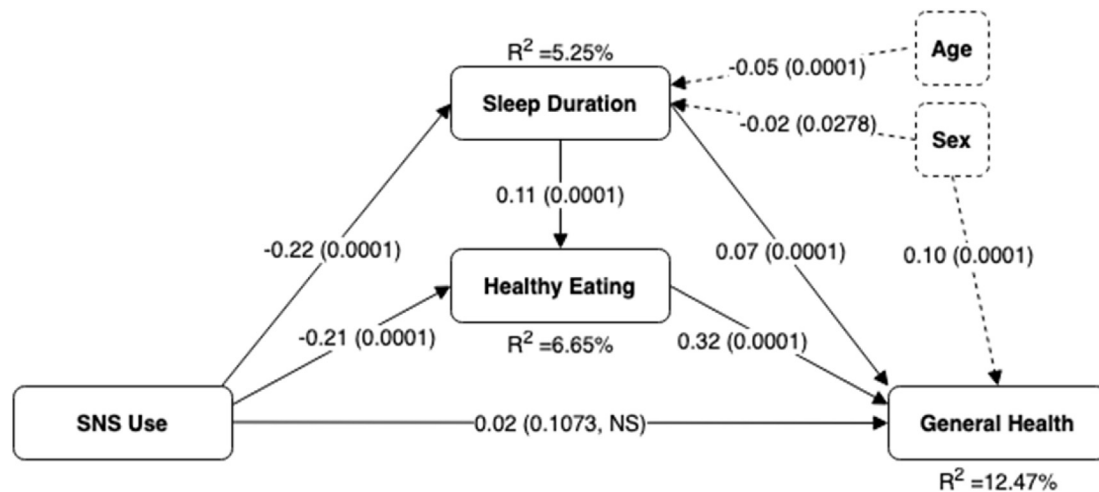 R² =5.25%
Sleep Duration
Age
-0.05 (0.0001)
-0.02 (0.0278)
Sex
0.11 (0.0001)
-0.22 (0.0001)
0.07 (0.0001)
0.10 (0.0001)
Healthy Eating
-0.21 (0.0001)
R² =6.65%
0.32 (0.0001)
SNS Use
0.02 (0.1073, NS)
General Health
R² =12.47%